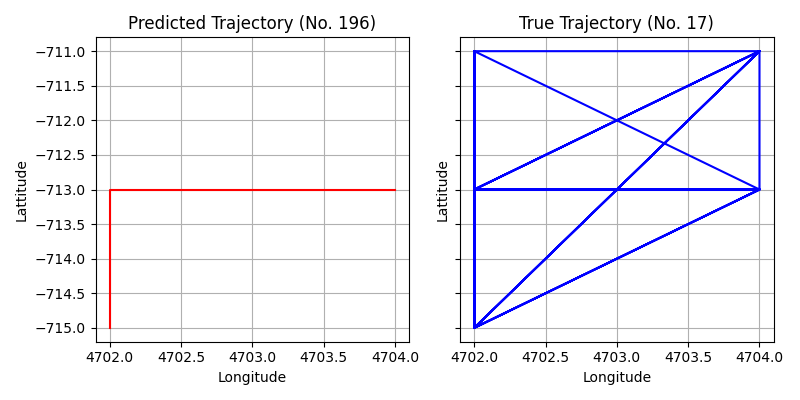 Predicted Trajectory (No. 196)
−711.0
−711.5
−712.0
−712.5
−713.0
−713.5
−714.0
−714.5
−715.0
Lattitude
4702.0 4702.5 4703.0 4703.5 4704.0
Longitude
True Trajectory (No. 17)
Lattitude
4702.0 4702.5 4703.0 4703.5 4704.0
Longitude